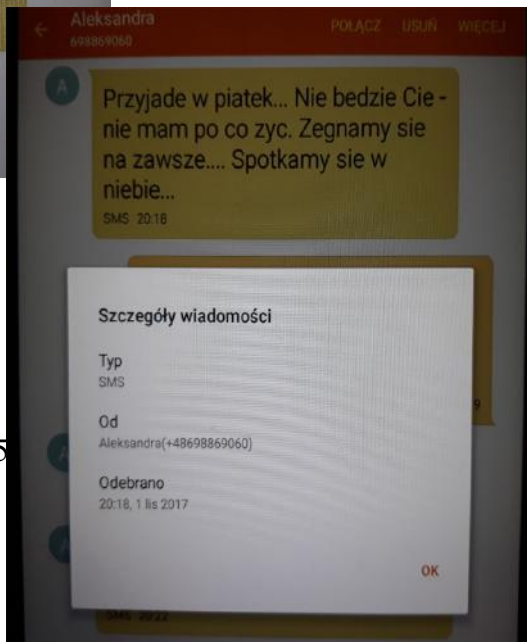 Aleksandra
698869060
POŁĄCZ USUŃ WIĘCEJ
A
Przyjade w piatek... Nie bedzie Cie -
nie mam po co zyc. Zegnamy sie
na zawsze.... Spotkamy sie w
niebie...
SMS 20:18
Szczegóły wiadomości
Typ
SMS
Od
Aleksandra(+48698869060)
Odebrano
20:18, 1 lis 2017
OK
SMS 20:22